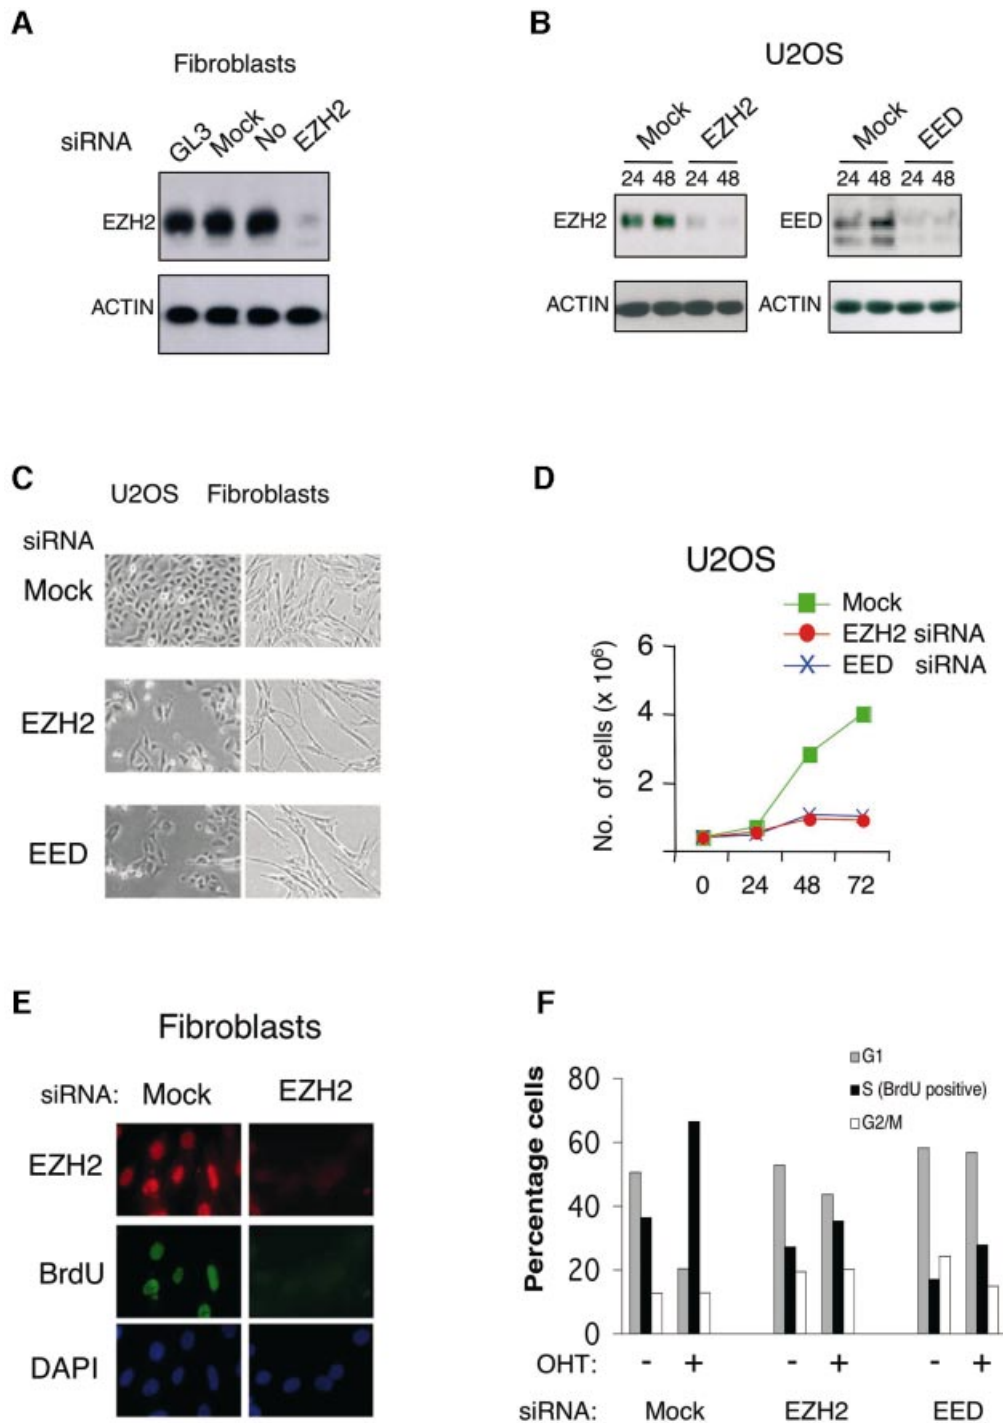 A
Fibroblasts
siRNA
GL3 Mock No EZH2
EZH2
ACTIN
B
U2OS
Mock EZH2
24 48 24 48
EZH2
ACTIN
Mock EED
24 48 24 48
EED
ACTIN
C
U2OS Fibroblasts
siRNA
Mock
EZH2
EED
D
U2OS
Mock
EZH2 siRNA
EED siRNA
No. of cells (x 10⁶)
6
4
2
0 24 48 72
E
Fibroblasts
siRNA: Mock EZH2
EZH2
BrdU
DAPI
F
G1
S (BrdU positive)
G2/M
Percentage cells
80
60
40
20
0
OHT: - + - + - +
siRNA: Mock EZH2 EED